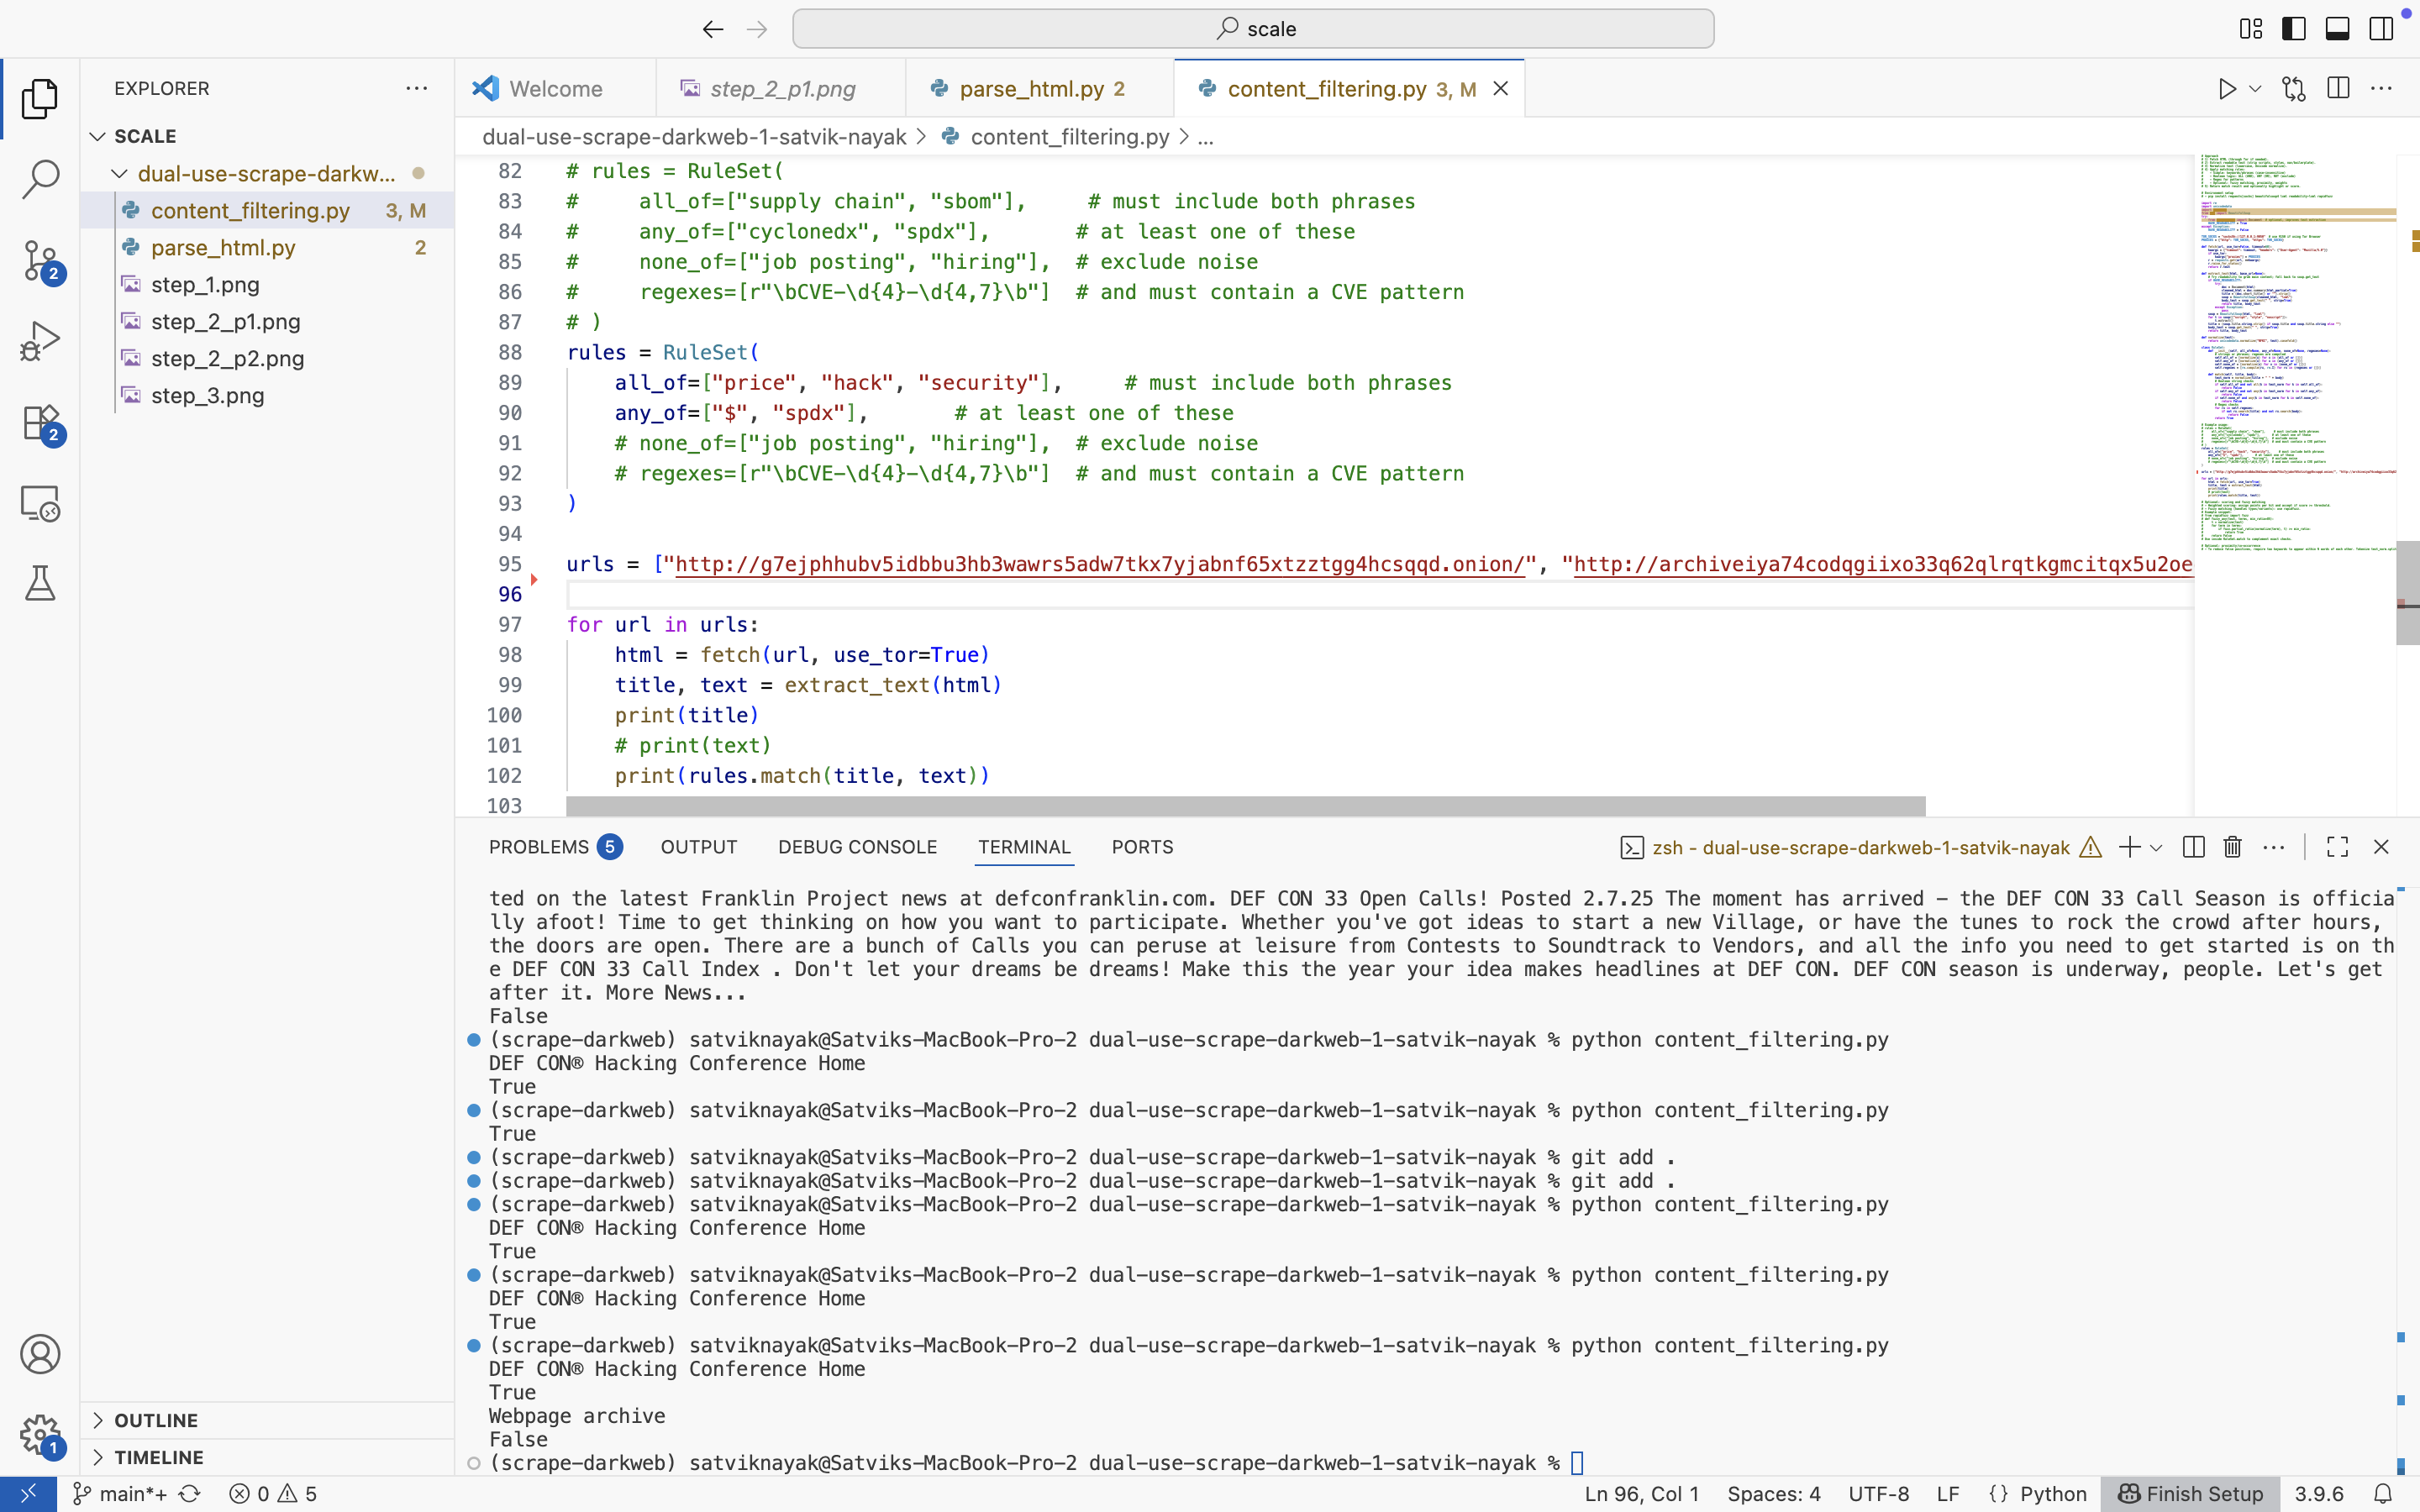 scale
EXPLORER
SCALE
dual-use-scrape-darkw...
content_filtering.py 3, M
parse_html.py 2
step_1.png
step_2_p1.png
step_2_p2.png
step_3.png
2
2
1
OUTLINE
TIMELINE
Welcome
step_2_p1.png
parse_html.py 2
content_filtering.py 3, M
dual-use-scrape-darkweb-1-satvik-nayak > content_filtering.py > ...
82 # rules = RuleSet(
83 #     all_of=["supply chain", "sbom"],     # must include both phrases
84 #     any_of=["cyclonedx", "spdx"],       # at least one of these
85 #     none_of=["job posting", "hiring"],  # exclude noise
86 #     regexes=[r"\bCVE-\d{4}-\d{4,7}\b"]  # and must contain a CVE pattern
87 # )
88 rules = RuleSet(
89     all_of=["price", "hack", "security"],     # must include both phrases
90     any_of=["$", "spdx"],       # at least one of these
91     # none_of=["job posting", "hiring"],  # exclude noise
92     # regexes=[r"\bCVE-\d{4}-\d{4,7}\b"]  # and must contain a CVE pattern
93 )
94
95 urls = ["http://g7ejphhubv5idbbu3hb3wawrs5adw7tkx7yjabnf65xtzztgg4hcsqqd.onion/", "http://archiveiya74codqgiixo33q62qlrqtkgmcitqx5u2oe
96
97 for url in urls:
98     html = fetch(url, use_tor=True)
99     title, text = extract_text(html)
100     print(title)
101     # print(text)
102     print(rules.match(title, text))
103
PROBLEMS 5 OUTPUT DEBUG CONSOLE TERMINAL PORTS
zsh - dual-use-scrape-darkweb-1-satvik-nayak
ted on the latest Franklin Project news at defconfranklin.com. DEF CON 33 Open Calls! Posted 2.7.25 The moment has arrived – the DEF CON 33 Call Season is officia
lly afoot! Time to get thinking on how you want to participate. Whether you've got ideas to start a new Village, or have the tunes to rock the crowd after hours,
the doors are open. There are a bunch of Calls you can peruse at leisure from Contests to Soundtrack to Vendors, and all the info you need to get started is on th
e DEF CON 33 Call Index . Don't let your dreams be dreams! Make this the year your idea makes headlines at DEF CON. DEF CON season is underway, people. Let's get
after it. More News...
False
(scrape-darkweb) satviknayak@Satviks-MacBook-Pro-2 dual-use-scrape-darkweb-1-satvik-nayak % python content_filtering.py
DEF CON® Hacking Conference Home
True
(scrape-darkweb) satviknayak@Satviks-MacBook-Pro-2 dual-use-scrape-darkweb-1-satvik-nayak % python content_filtering.py
True
(scrape-darkweb) satviknayak@Satviks-MacBook-Pro-2 dual-use-scrape-darkweb-1-satvik-nayak % git add .
(scrape-darkweb) satviknayak@Satviks-MacBook-Pro-2 dual-use-scrape-darkweb-1-satvik-nayak % git add .
(scrape-darkweb) satviknayak@Satviks-MacBook-Pro-2 dual-use-scrape-darkweb-1-satvik-nayak % python content_filtering.py
DEF CON® Hacking Conference Home
True
(scrape-darkweb) satviknayak@Satviks-MacBook-Pro-2 dual-use-scrape-darkweb-1-satvik-nayak % python content_filtering.py
DEF CON® Hacking Conference Home
True
(scrape-darkweb) satviknayak@Satviks-MacBook-Pro-2 dual-use-scrape-darkweb-1-satvik-nayak % python content_filtering.py
DEF CON® Hacking Conference Home
True
Webpage archive
False
(scrape-darkweb) satviknayak@Satviks-MacBook-Pro-2 dual-use-scrape-darkweb-1-satvik-nayak %
main*+ 0 5 Ln 96, Col 1 Spaces: 4 UTF-8 LF {} Python Finish Setup 3.9.6